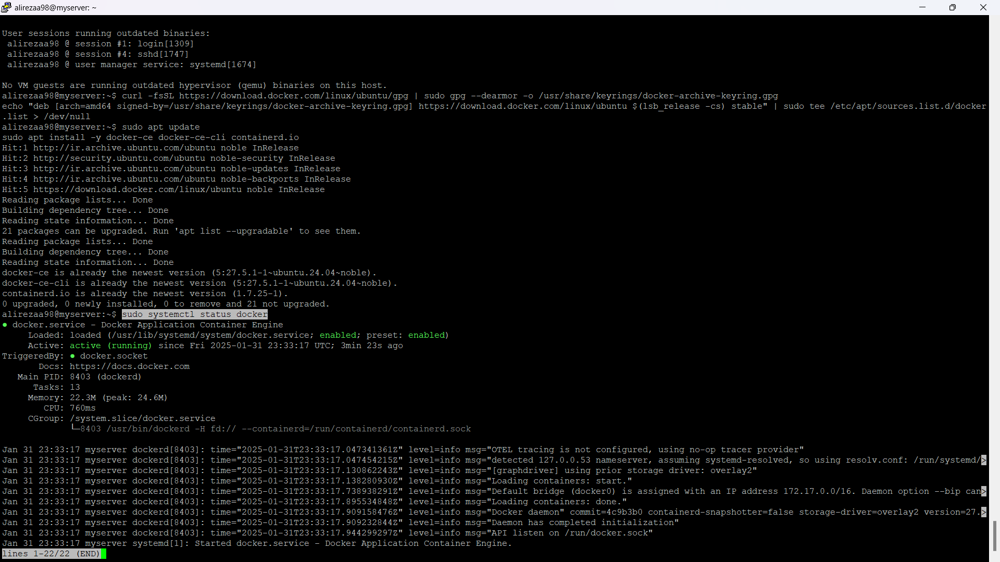 alirezaa98@myserver: ~
User sessions running outdated binaries:
 alirezaa98 @ session #1: login[1309]
 alirezaa98 @ session #4: sshd[1747]
 alirezaa98 @ user manager service: systemd[1674]
No VM guests are running outdated hypervisor (qemu) binaries on this host.
alirezaa98@myserver:~$ curl -fsSL https://download.docker.com/linux/ubuntu/gpg | sudo gpg --dearmor -o /usr/share/keyrings/docker-archive-keyring.gpg
echo "deb [arch=amd64 signed-by=/usr/share/keyrings/docker-archive-keyring.gpg] https://download.docker.com/linux/ubuntu $(lsb_release -cs) stable" | sudo tee /etc/apt/sources.list.d/docker
.list > /dev/null
alirezaa98@myserver:~$ sudo apt update
sudo apt install -y docker-ce docker-ce-cli containerd.io
Hit:1 http://ir.archive.ubuntu.com/ubuntu noble InRelease
Hit:2 http://security.ubuntu.com/ubuntu noble-security InRelease
Hit:3 http://ir.archive.ubuntu.com/ubuntu noble-updates InRelease
Hit:4 http://ir.archive.ubuntu.com/ubuntu noble-backports InRelease
Hit:5 https://download.docker.com/linux/ubuntu noble InRelease
Reading package lists... Done
Building dependency tree... Done
Reading state information... Done
21 packages can be upgraded. Run 'apt list --upgradable' to see them.
Reading package lists... Done
Building dependency tree... Done
Reading state information... Done
docker-ce is already the newest version (5:27.5.1-1~ubuntu.24.04~noble).
docker-ce-cli is already the newest version (5:27.5.1-1~ubuntu.24.04~noble).
containerd.io is already the newest version (1.7.25-1).
0 upgraded, 0 newly installed, 0 to remove and 21 not upgraded.
alirezaa98@myserver:~$ sudo systemctl status docker
● docker.service - Docker Application Container Engine
     Loaded: loaded (/usr/lib/systemd/system/docker.service; enabled; preset: enabled)
     Active: active (running) since Fri 2025-01-31 23:33:17 UTC; 3min 23s ago
TriggeredBy: ● docker.socket
       Docs: https://docs.docker.com
   Main PID: 8403 (dockerd)
      Tasks: 13
     Memory: 22.3M (peak: 24.6M)
        CPU: 760ms
     CGroup: /system.slice/docker.service
             └─8403 /usr/bin/dockerd -H fd:// --containerd=/run/containerd/containerd.sock
Jan 31 23:33:17 myserver dockerd[8403]: time="2025-01-31T23:33:17.047341361Z" level=info msg="OTEL tracing is not configured, using no-op tracer provider"
Jan 31 23:33:17 myserver dockerd[8403]: time="2025-01-31T23:33:17.047454215Z" level=info msg="detected 127.0.0.53 nameserver, assuming systemd-resolved, so using resolv.conf: /run/systemd/>
Jan 31 23:33:17 myserver dockerd[8403]: time="2025-01-31T23:33:17.130862243Z" level=info msg="[graphdriver] using prior storage driver: overlay2"
Jan 31 23:33:17 myserver dockerd[8403]: time="2025-01-31T23:33:17.138280930Z" level=info msg="Loading containers: start."
Jan 31 23:33:17 myserver dockerd[8403]: time="2025-01-31T23:33:17.738938291Z" level=info msg="Default bridge (docker0) is assigned with an IP address 172.17.0.0/16. Daemon option --bip can>
Jan 31 23:33:17 myserver dockerd[8403]: time="2025-01-31T23:33:17.895534848Z" level=info msg="Loading containers: done."
Jan 31 23:33:17 myserver dockerd[8403]: time="2025-01-31T23:33:17.909158476Z" level=info msg="Docker daemon" commit=4c9b3b0 containerd-snapshotter=false storage-driver=overlay2 version=27.>
Jan 31 23:33:17 myserver dockerd[8403]: time="2025-01-31T23:33:17.909232844Z" level=info msg="Daemon has completed initialization"
Jan 31 23:33:17 myserver dockerd[8403]: time="2025-01-31T23:33:17.944299297Z" level=info msg="API listen on /run/docker.sock"
Jan 31 23:33:17 myserver systemd[1]: Started docker.service - Docker Application Container Engine.
lines 1-22/22 (END)